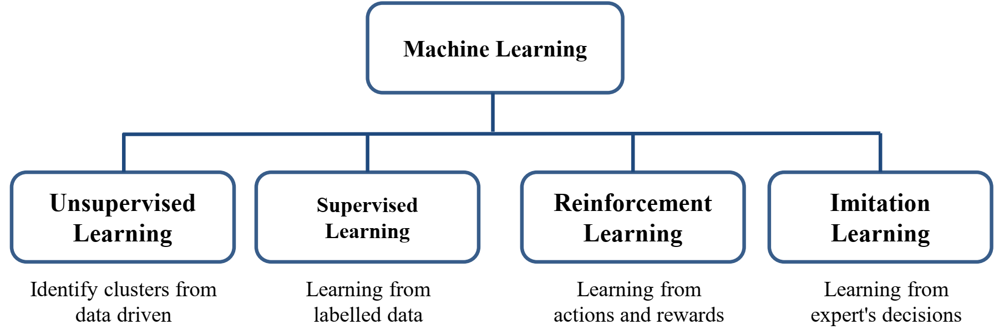 Machine Learning
Unsupervised
Learning
Supervised
Learning
Reinforcement
Learning
Imitation
Learning
Identify clusters from
data driven
Learning from
labelled data
Learning from
actions and rewards
Learning from
expert's decisions